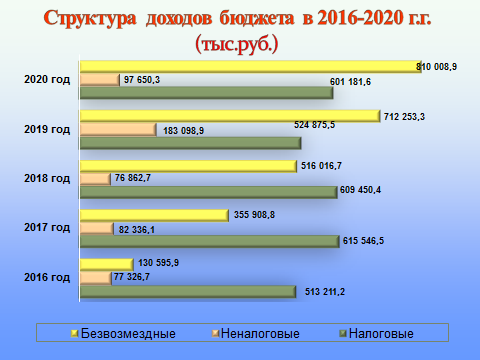 Структура доходов бюджета в 2016-2020 г.г.
(тыс.руб.)
2020 год
810 008,9
97 650,3
601 181,6
2019 год
712 253,3
183 098,9
524 875,5
2018 год
516 016,7
76 862,7
609 450,4
2017 год
355 908,8
82 336,1
615 546,5
2016 год
130 595,9
77 326,7
513 211,2
Безвозмездные Неналоговые Налоговые